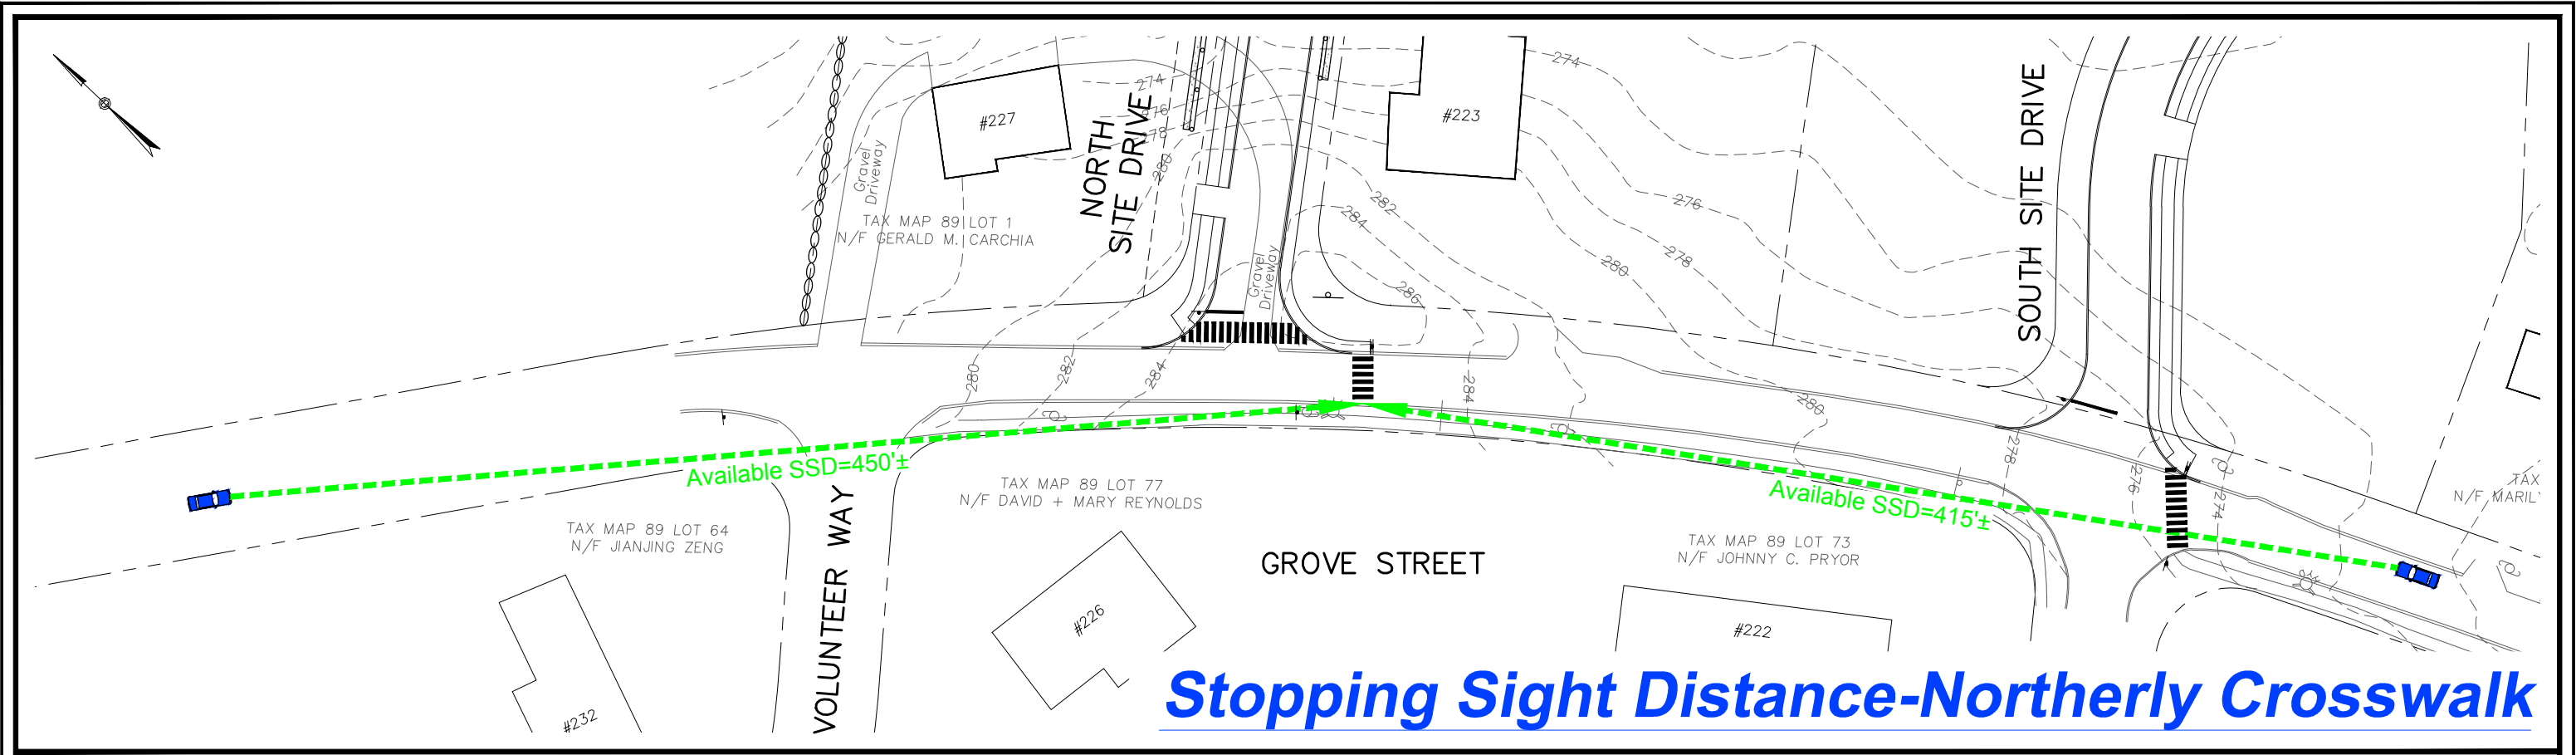 274
276
278
280
#227
Gravel
Driveway
TAX MAP 89 LOT 1
N/F GERALD M. CARCHIA
NORTH
SITE DRIVE
Gravel
Driveway
#223
274
282
284
286
276
278
280
SOUTH SITE DRIVE
280
282
284
284
280
278
276
274
Available SSD=450'±
Available SSD=415'±
TAX MAP 89 LOT 64
N/F JIANJING ZENG
VOLUNTEER WAY
TAX MAP 89 LOT 77
N/F DAVID + MARY REYNOLDS
GROVE STREET
TAX MAP 89 LOT 73
N/F JOHNNY C. PRYOR
TAX
N/F MARIL
#232
#226
#222
Stopping Sight Distance-Northerly Crosswalk